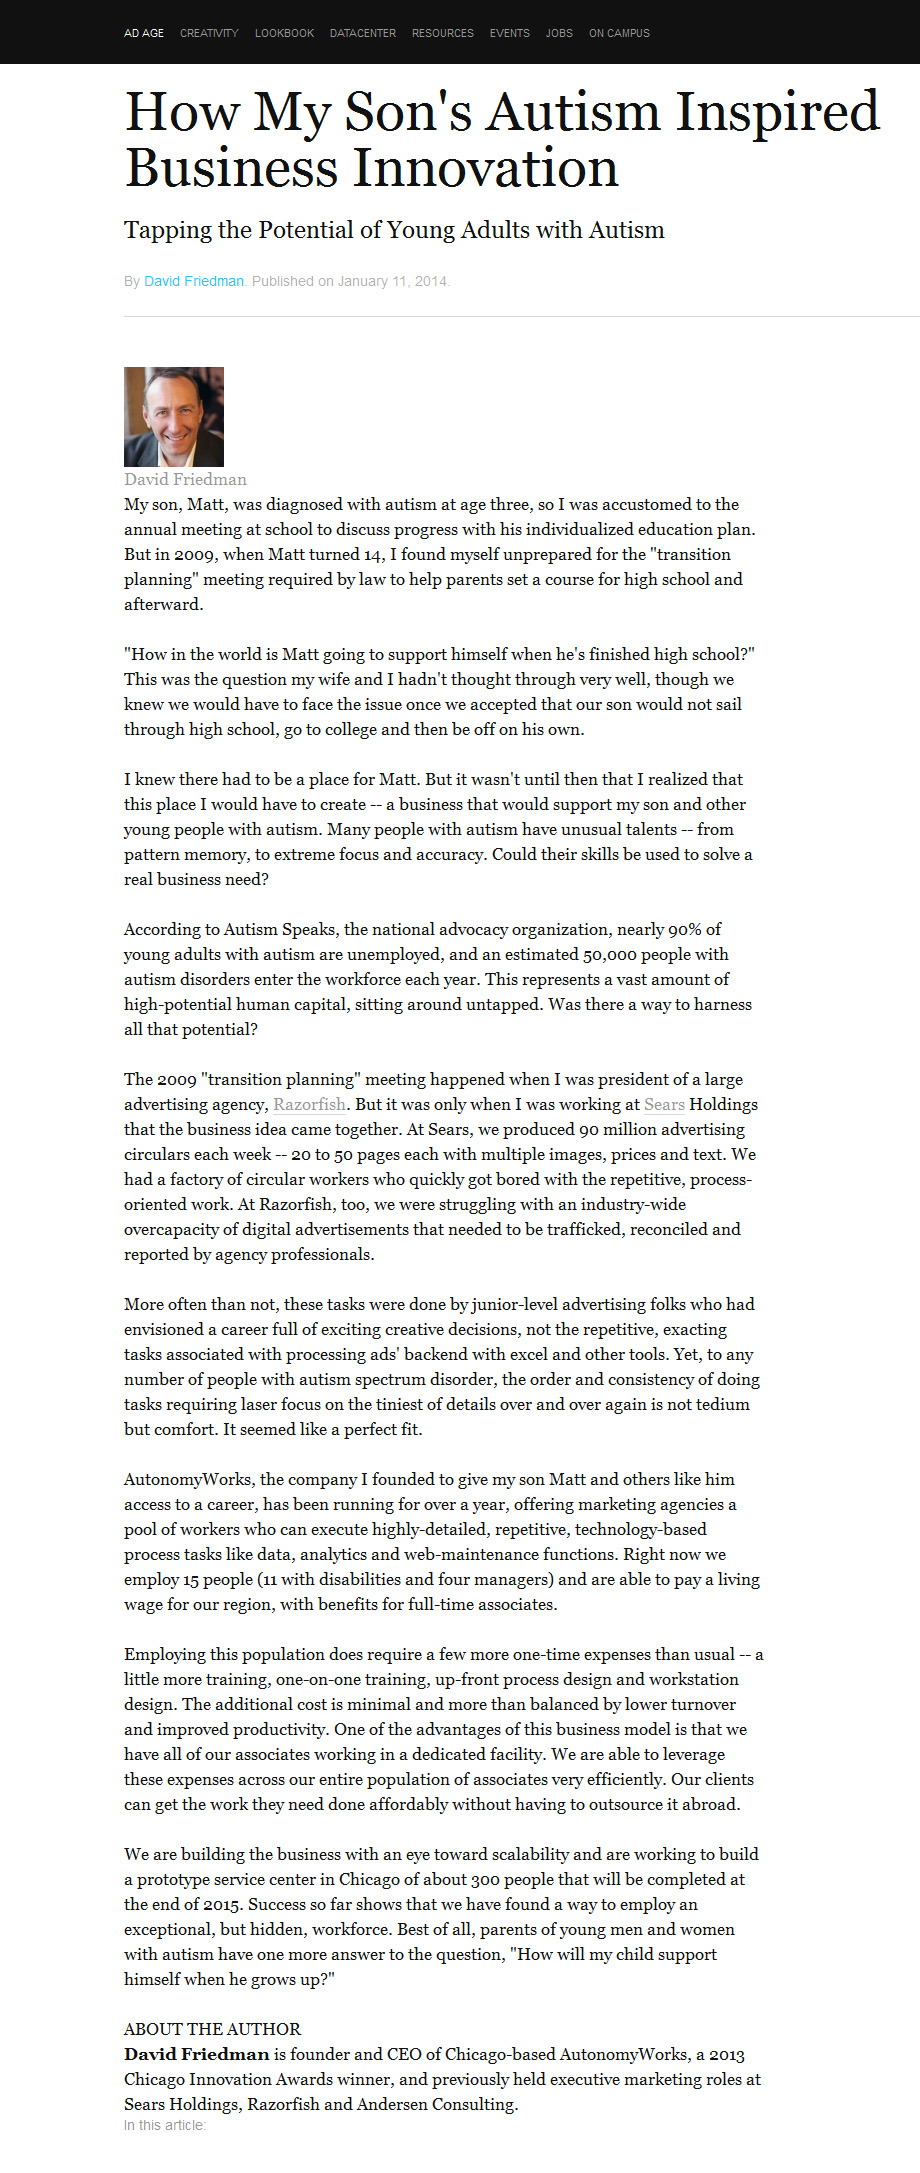 AD AGE CREATIVITY LOOKBOOK DATACENTER RESOURCES EVENTS JOBS ON CAMPUS
How My Son's Autism Inspired
Business Innovation
Tapping the Potential of Young Adults with Autism
By David Friedman. Published on January 11, 2014.
David Friedman
My son, Matt, was diagnosed with autism at age three, so I was accustomed to the
annual meeting at school to discuss progress with his individualized education plan.
But in 2009, when Matt turned 14, I found myself unprepared for the "transition
planning" meeting required by law to help parents set a course for high school and
afterward.
"How in the world is Matt going to support himself when he's finished high school?"
This was the question my wife and I hadn't thought through very well, though we
knew we would have to face the issue once we accepted that our son would not sail
through high school, go to college and then be off on his own.
I knew there had to be a place for Matt. But it wasn't until then that I realized that
this place I would have to create -- a business that would support my son and other
young people with autism. Many people with autism have unusual talents -- from
pattern memory, to extreme focus and accuracy. Could their skills be used to solve a
real business need?
According to Autism Speaks, the national advocacy organization, nearly 90% of
young adults with autism are unemployed, and an estimated 50,000 people with
autism disorders enter the workforce each year. This represents a vast amount of
high-potential human capital, sitting around untapped. Was there a way to harness
all that potential?
The 2009 "transition planning" meeting happened when I was president of a large
advertising agency, Razorfish. But it was only when I was working at Sears Holdings
that the business idea came together. At Sears, we produced 90 million advertising
circulars each week -- 20 to 50 pages each with multiple images, prices and text. We
had a factory of circular workers who quickly got bored with the repetitive, process-
oriented work. At Razorfish, too, we were struggling with an industry-wide
overcapacity of digital advertisements that needed to be trafficked, reconciled and
reported by agency professionals.
More often than not, these tasks were done by junior-level advertising folks who had
envisioned a career full of exciting creative decisions, not the repetitive, exacting
tasks associated with processing ads' backend with excel and other tools. Yet, to any
number of people with autism spectrum disorder, the order and consistency of doing
tasks requiring laser focus on the tiniest of details over and over again is not tedium
but comfort. It seemed like a perfect fit.
AutonomyWorks, the company I founded to give my son Matt and others like him
access to a career, has been running for over a year, offering marketing agencies a
pool of workers who can execute highly-detailed, repetitive, technology-based
process tasks like data, analytics and web-maintenance functions. Right now we
employ 15 people (11 with disabilities and four managers) and are able to pay a living
wage for our region, with benefits for full-time associates.
Employing this population does require a few more one-time expenses than usual -- a
little more training, one-on-one training, up-front process design and workstation
design. The additional cost is minimal and more than balanced by lower turnover
and improved productivity. One of the advantages of this business model is that we
have all of our associates working in a dedicated facility. We are able to leverage
these expenses across our entire population of associates very efficiently. Our clients
can get the work they need done affordably without having to outsource it abroad.
We are building the business with an eye toward scalability and are working to build
a prototype service center in Chicago of about 300 people that will be completed at
the end of 2015. Success so far shows that we have found a way to employ an
exceptional, but hidden, workforce. Best of all, parents of young men and women
with autism have one more answer to the question, "How will my child support
himself when he grows up?"
ABOUT THE AUTHOR
David Friedman is founder and CEO of Chicago-based AutonomyWorks, a 2013
Chicago Innovation Awards winner, and previously held executive marketing roles at
Sears Holdings, Razorfish and Andersen Consulting.
In this article: